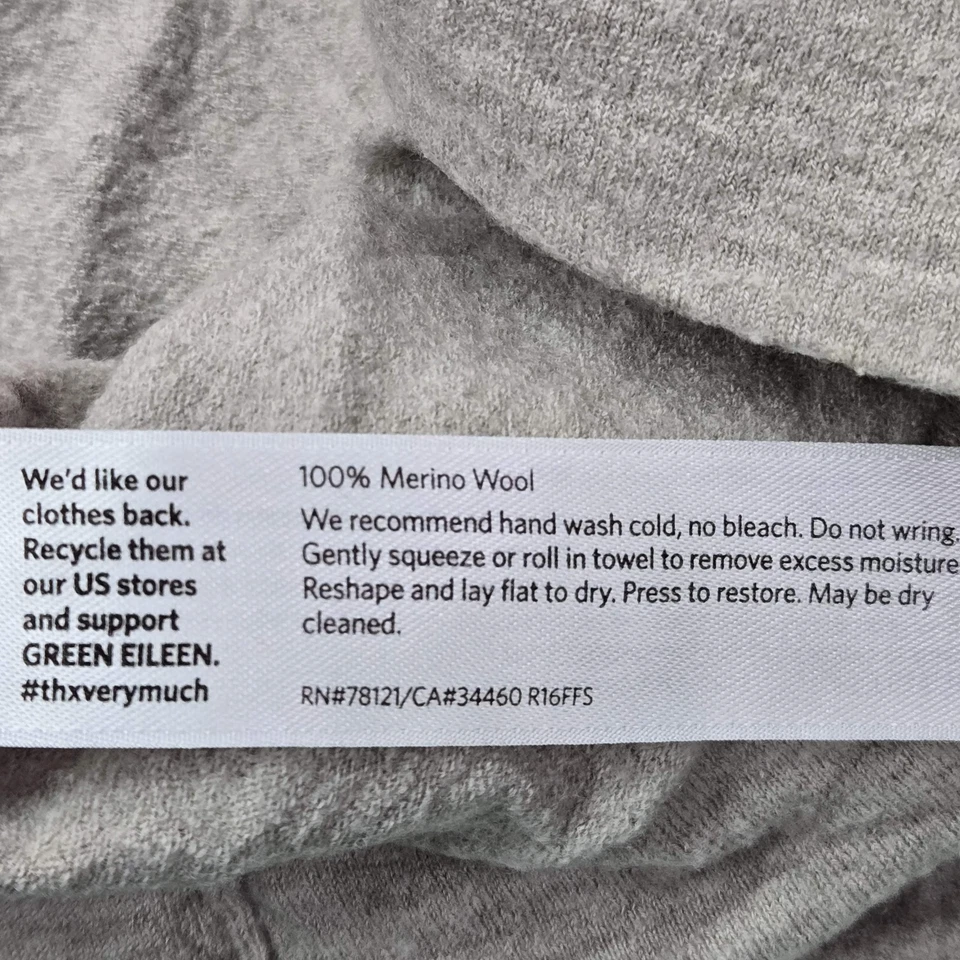 We'd like our
clothes back.
Recycle them at
our US stores
and support
GREEN EILEEN.
#thxverymuch
100% Merino Wool
We recommend hand wash cold, no bleach. Do not wring.
Gently squeeze or roll in towel to remove excess moisture
Reshape and lay flat to dry. Press to restore. May be dry
cleaned.
RN#78121/CA#34460 R16FFS